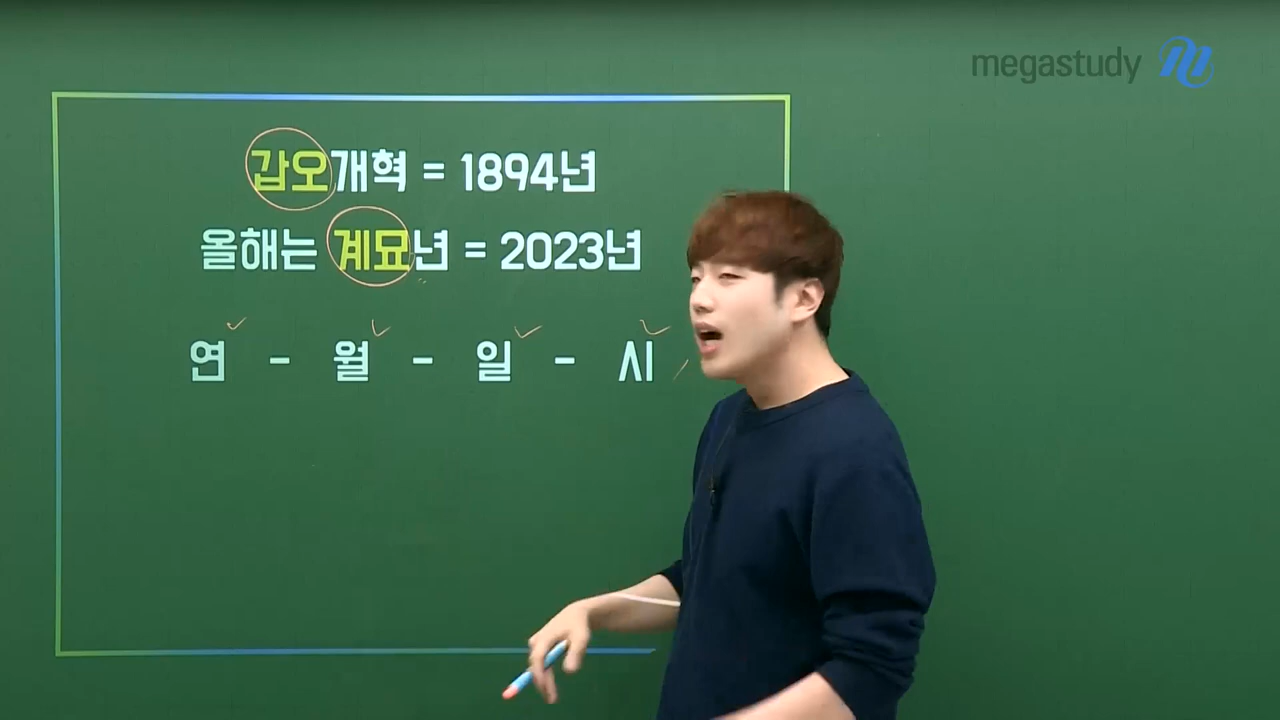 megastudy
갑오개혁 = 1894년
올해는 계묘년 = 2023년
연 - 월 - 일 - 시